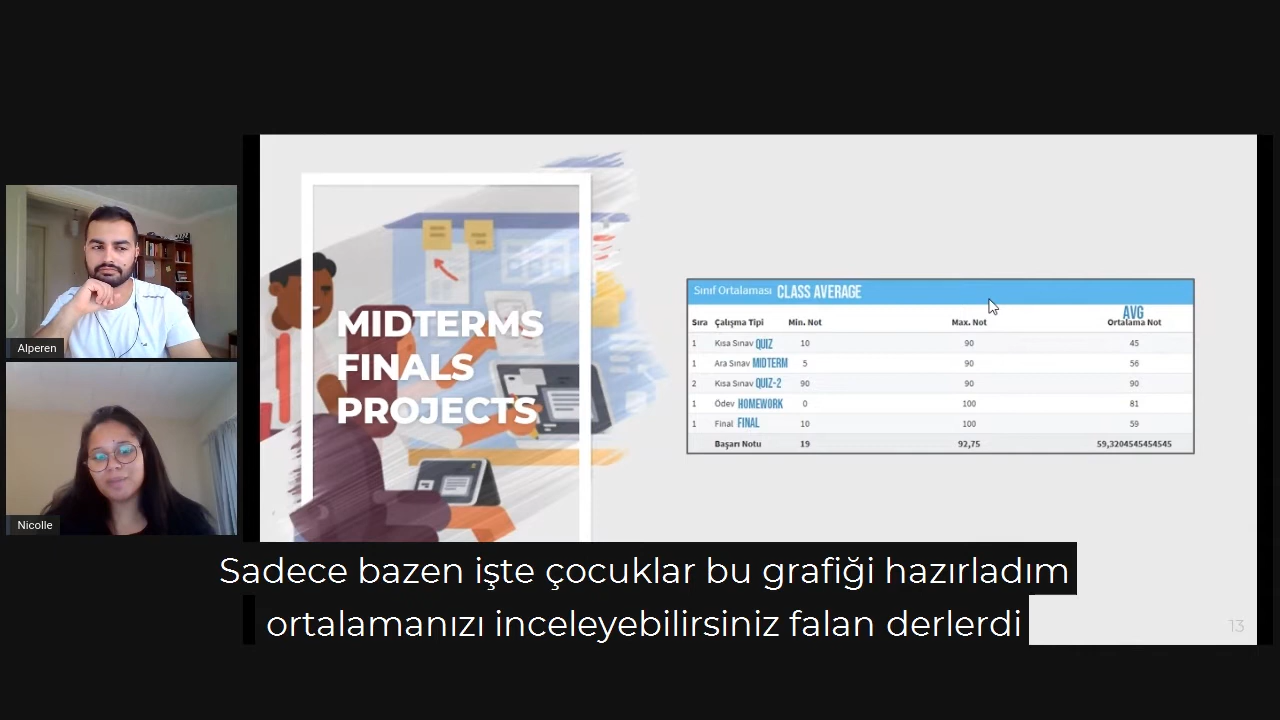 Alperen
Nicolle
MIDTERMS
FINALS
PROJECTS
Sınıf Ortalaması CLASS AVERAGE
AVG
Sıra Çalışma Tipi Min. Not Max. Not Ortalama Not
1 Kısa Sınav QUIZ 10 90 45
1 Ara Sınav MIDTERM 5 90 56
2 Kısa Sınav QUIZ-2 90 90 90
1 Ödev HOMEWORK 0 100 81
1 Final FINAL 10 100 59
Başarı Notu 19 92,75 59,3204545454545
Sadece bazen işte çocuklar bu grafiği hazırladım
ortalamanızı inceleyebilirsiniz falan derlerdi
13